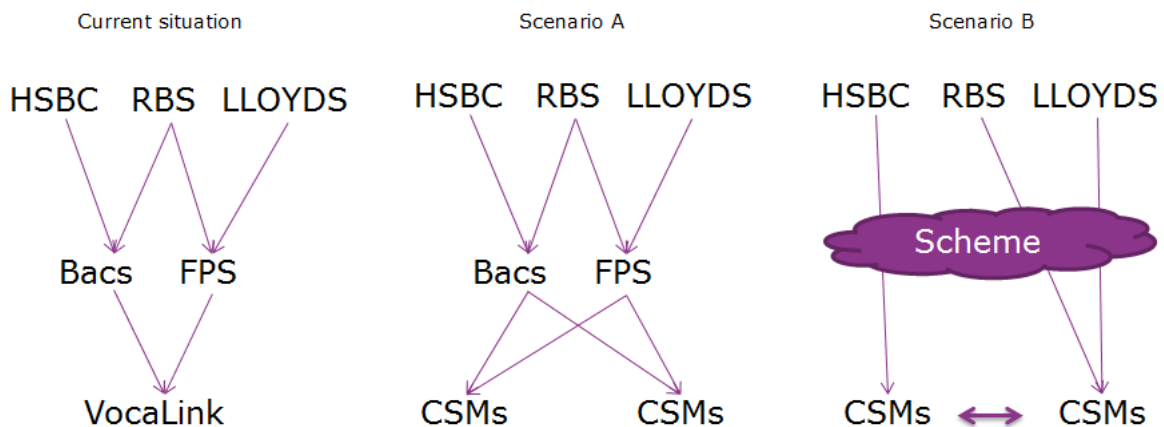 Current situation
Scenario A
Scenario B
HSBC RBS LLOYDS
HSBC RBS LLOYDS
HSBC RBS LLOYDS
Scheme
Bacs FPS
Bacs FPS
VocaLink
CSMs CSMs
CSMs CSMs